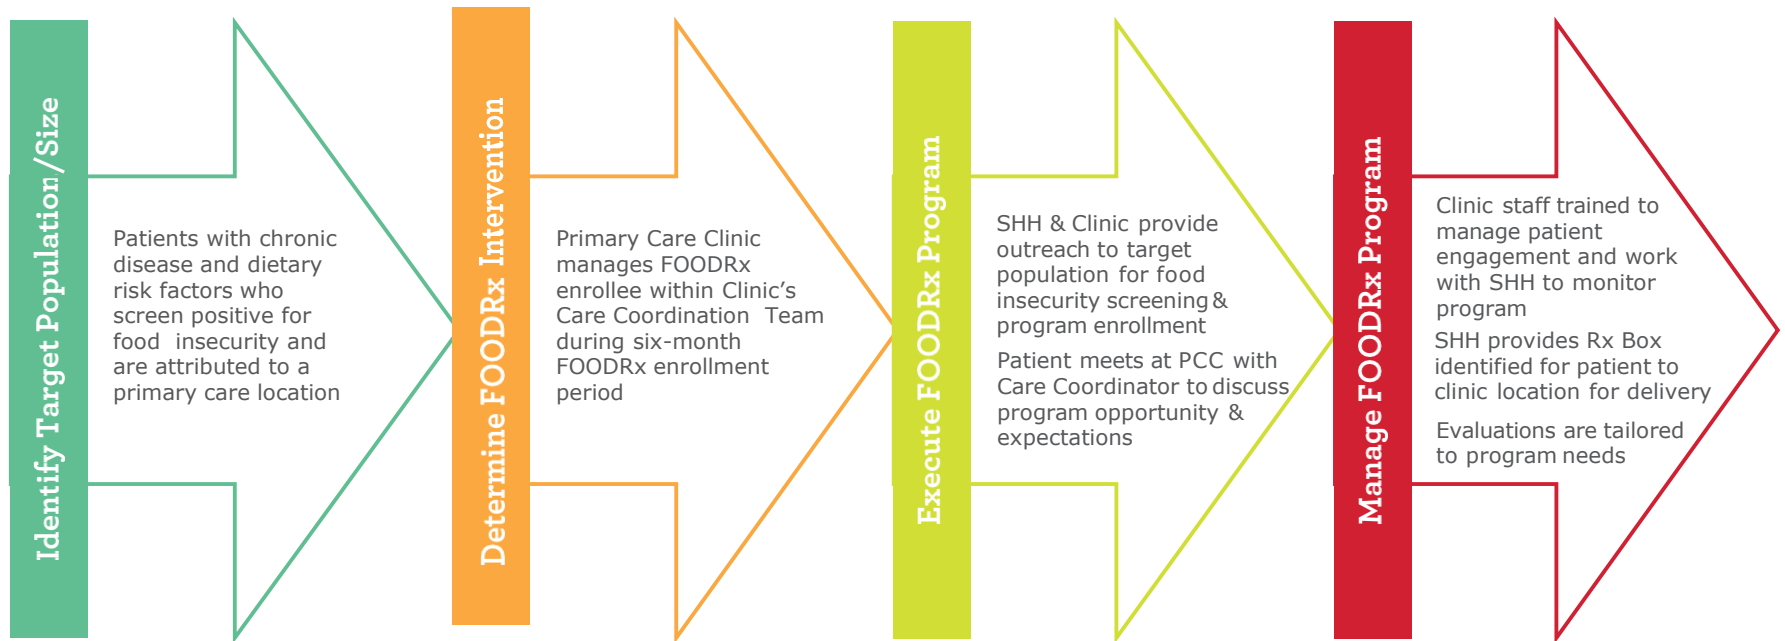 Identify Target Population/Size
Patients with chronic
disease and dietary
risk factors who
screen positive for
food insecurity and
are attributed to a
primary care location
Determine FOODRx Intervention
Primary Care Clinic
manages FOODRx
enrollee within Clinic’s
Care Coordination Team
during six-month
FOODRx enrollment
period
Execute FOODRx Program
SHH & Clinic provide
outreach to target
population for food
insecurity screening &
program enrollment
Patient meets at PCC with
Care Coordinator to discuss
program opportunity &
expectations
Manage FOODRx Program
Clinic staff trained to
manage patient
engagement and work
with SHH to monitor
program
SHH provides Rx Box
identified for patient to
clinic location for delivery
Evaluations are tailored
to program needs